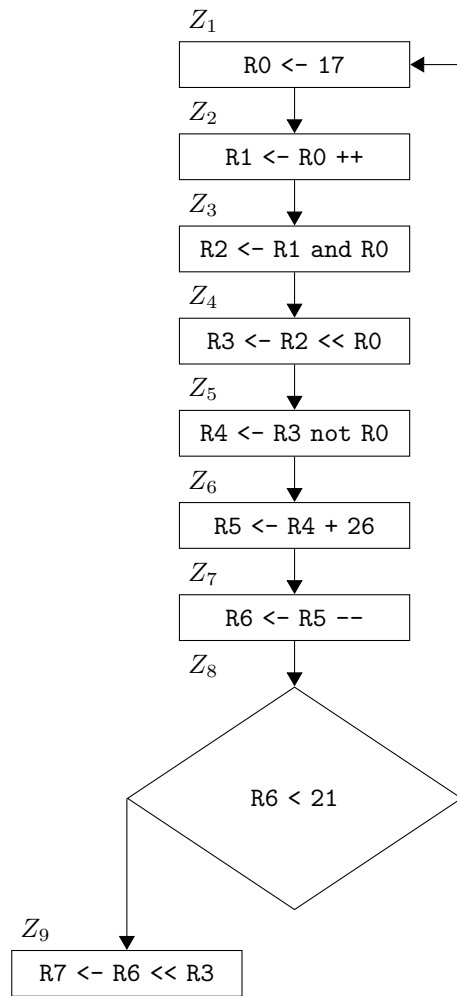 Z₁
R0 <- 17
Z₂
R1 <- R0 ++
Z₃
R2 <- R1 and R0
Z₄
R3 <- R2 << R0
Z₅
R4 <- R3 not R0
Z₆
R5 <- R4 + 26
Z₇
R6 <- R5 --
Z₈
R6 < 21
Z₉
R7 <- R6 << R3